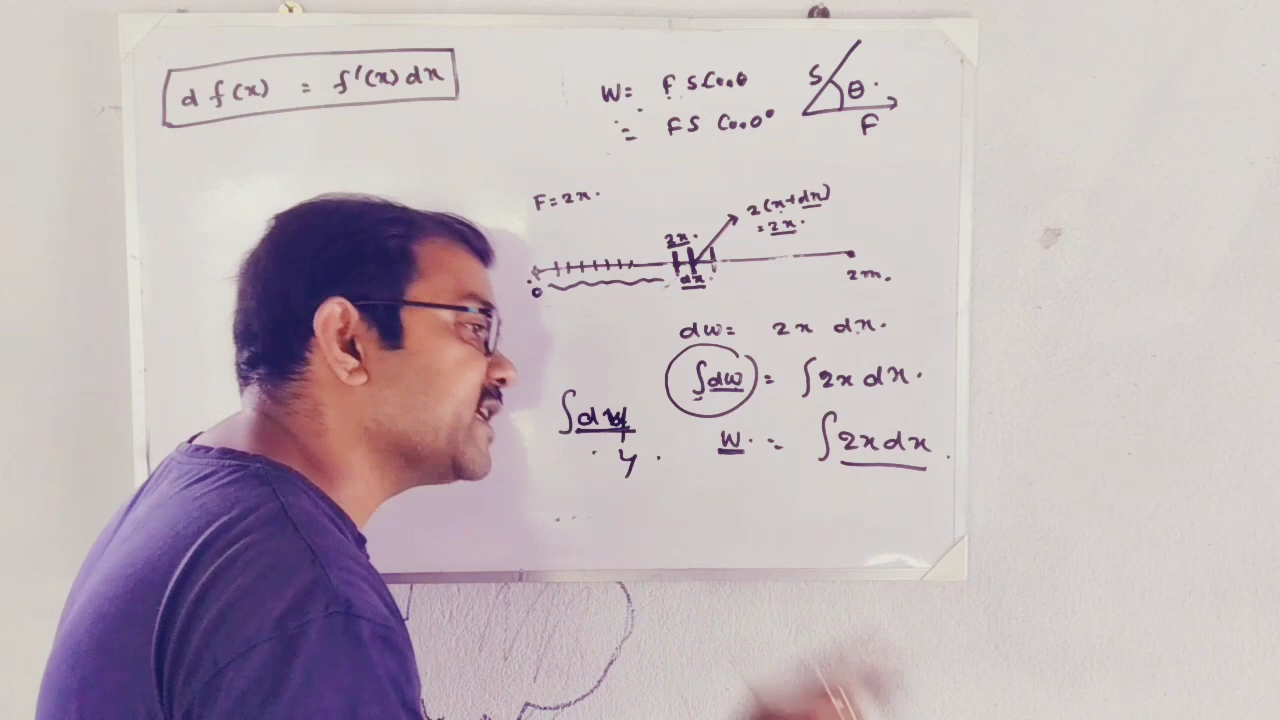 d f(x) = f'(x) dx
W = F S Cos θ
= FS Cos 0°
S θ
F
F = 2x.
2(x+dx)
= 2x.
2x.
0 dx 2m.
dw = 2x dx.
∫dw = ∫2x dx.
W = ∫2x dx
y